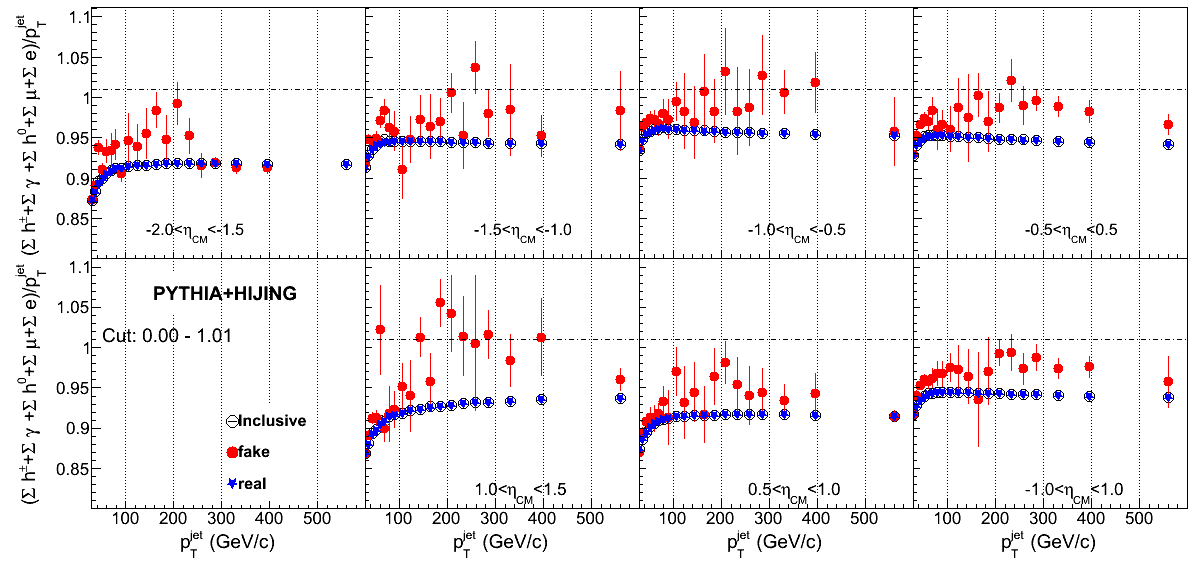 (Σ h±+Σ γ +Σ h0+Σ μ+Σ e)/pTjet
1.1
1.05
1
0.95
0.9
0.85
-2.0<ηCM<-1.5
-1.5<ηCM<-1.0
-1.0<ηCM<-0.5
-0.5<ηCM<0.5
(Σ h±+Σ γ +Σ h0+Σ μ+Σ e)/pTjet
1.1
1.05
1
0.95
0.9
0.85
PYTHIA+HIJING
Cut: 0.00 - 1.01
Inclusive
fake
real
1.0<ηCM<1.5
0.5<ηCM<1.0
-1.0<ηCM<1.0
100 200 300 400 500
100 200 300 400 500
100 200 300 400 500
100 200 300 400 500
pTjet (GeV/c)
pTjet (GeV/c)
pTjet (GeV/c)
pTjet (GeV/c)